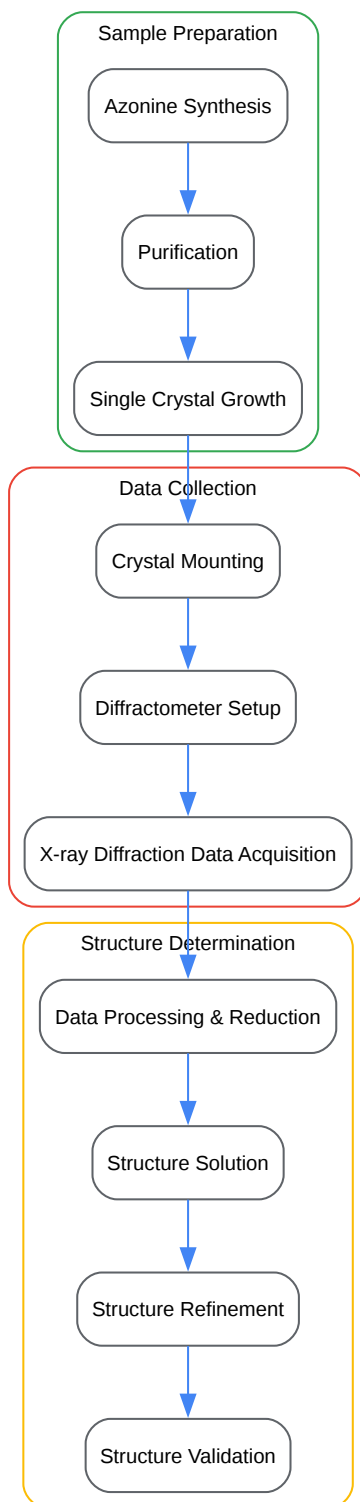 Sample Preparation
Azonine Synthesis
Purification
Single Crystal Growth
Data Collection
Crystal Mounting
Diffractometer Setup
X-ray Diffraction Data Acquisition
Structure Determination
Data Processing & Reduction
Structure Solution
Structure Refinement
Structure Validation